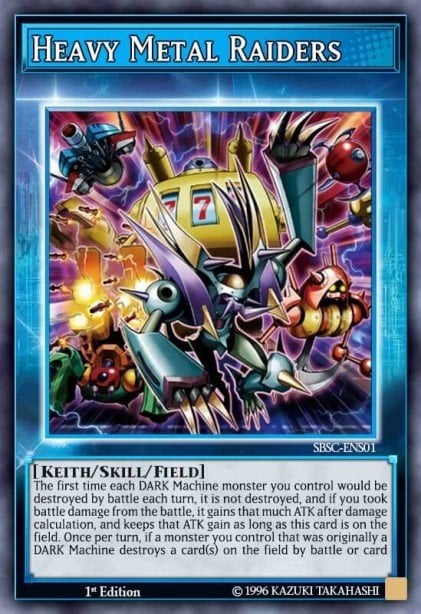 HEAVY METAL RAIDERS
7 7
SBSC-ENS01
[KEITH/SKILL/FIELD]
The first time each DARK Machine monster you control would be
destroyed by battle each turn, it is not destroyed, and if you took
battle damage from the battle, it gains that much ATK after damage
calculation, and keeps that ATK gain as long as this card is on the
field. Once per turn, if a monster you control that was originally a
DARK Machine destroys a card(s) on the field by battle or card
1st Edition
© 1996 KAZUKI TAKAHASHI